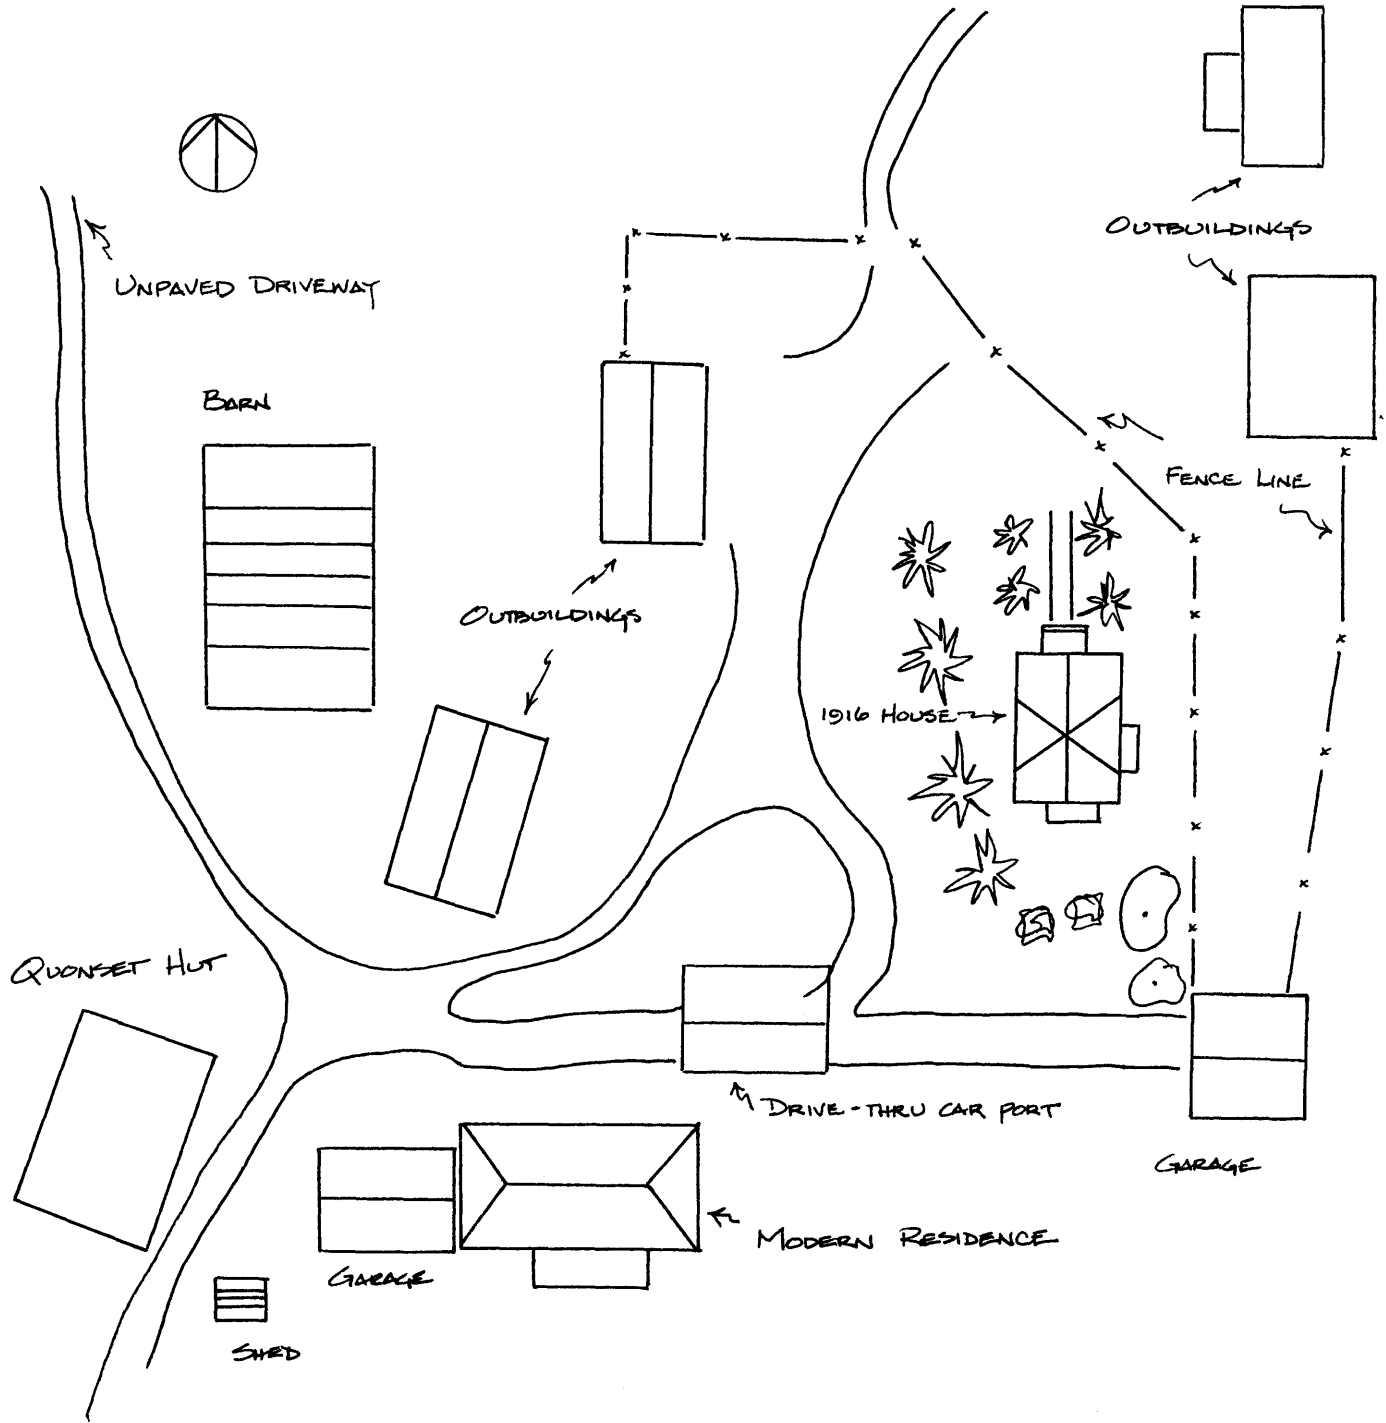 OUTBUILDINGS
UNPAVED DRIVEWAY
BARN
FENCE LINE
OUTBUILDINGS
1916 HOUSE
QUONSET HUT
DRIVE-THRU CAR PORT
GARAGE
MODERN RESIDENCE
GARAGE
SHED